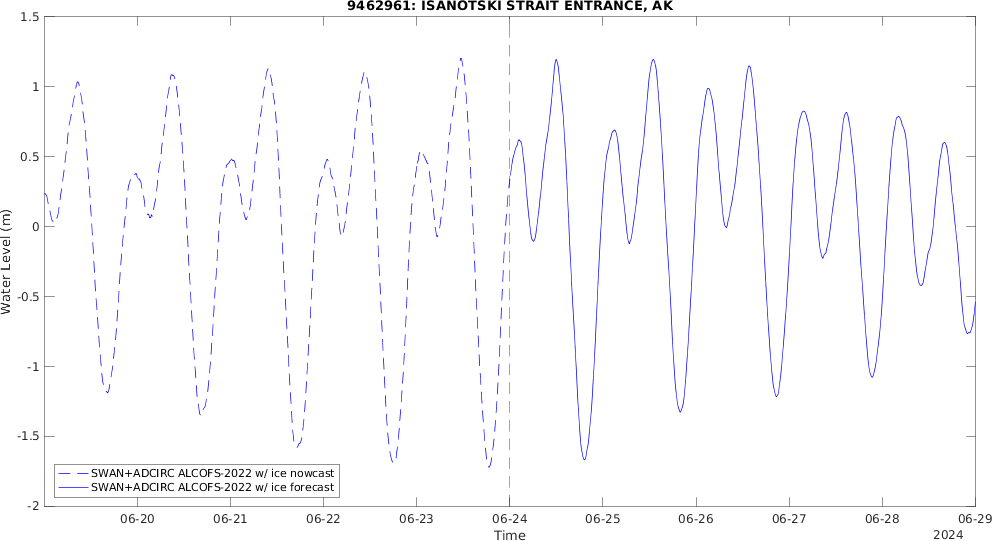 9462961: ISANOTSKI STRAIT ENTRANCE, AK
1.5
1
0.5
0
-0.5
-1
-1.5
-2
Water Level (m)
SWAN+ADCIRC ALCOFS-2022 w/ ice nowcast
SWAN+ADCIRC ALCOFS-2022 w/ ice forecast
06-20 06-21 06-22 06-23 06-24 06-25 06-26 06-27 06-28 06-29
Time
2024